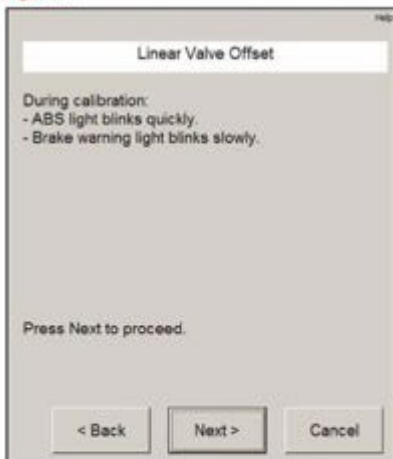 Help
Linear Valve Offset
During calibration:
- ABS light blinks quickly.
- Brake warning light blinks slowly.
Press Next to proceed.
< Back
Next >
Cancel